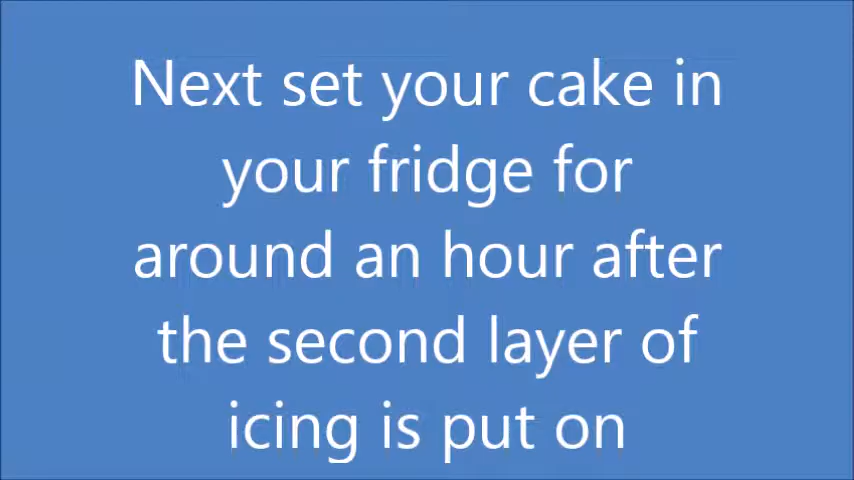 Next set your cake in
your fridge for
around an hour after
the second layer of
icing is put on